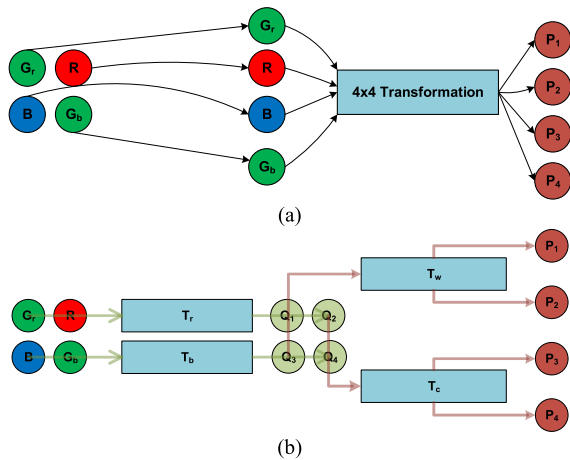 Gr
Gr R
R
4x4 Transformation
B Gb
B
Gb
P1
P2
P3
P4
(a)
Gr R
Tr
Q1 Q2
B Gb
Tb
Q3 Q4
Tw
P1
P2
Tc
P3
P4
(b)